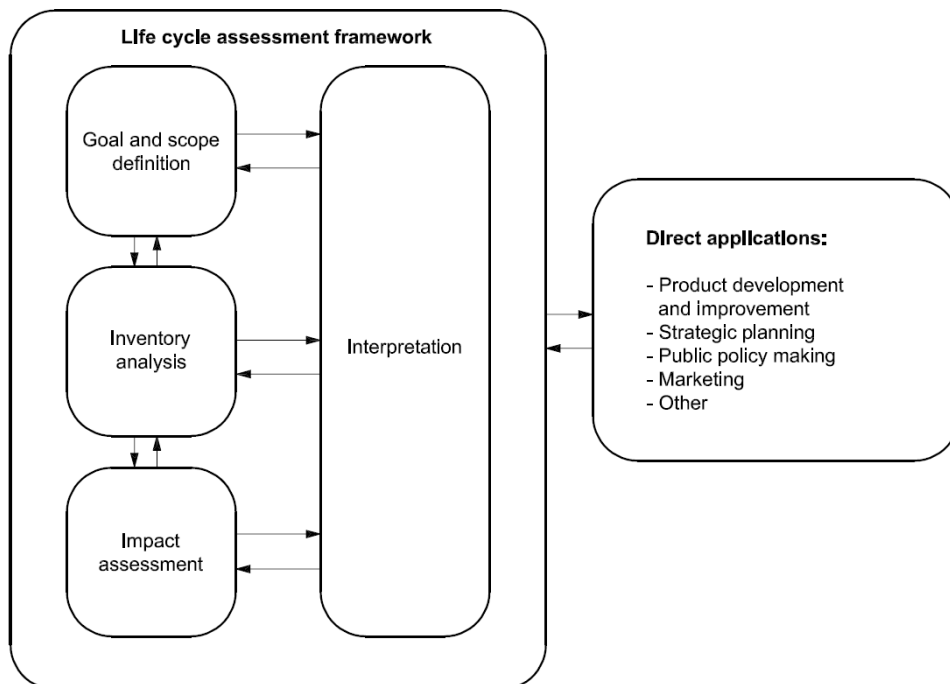 Life cycle assessment framework
Goal and scope
definition
Inventory
analysis
Impact
assessment
Interpretation
Direct applications:
- Product development
and improvement
- Strategic planning
- Public policy making
- Marketing
- Other